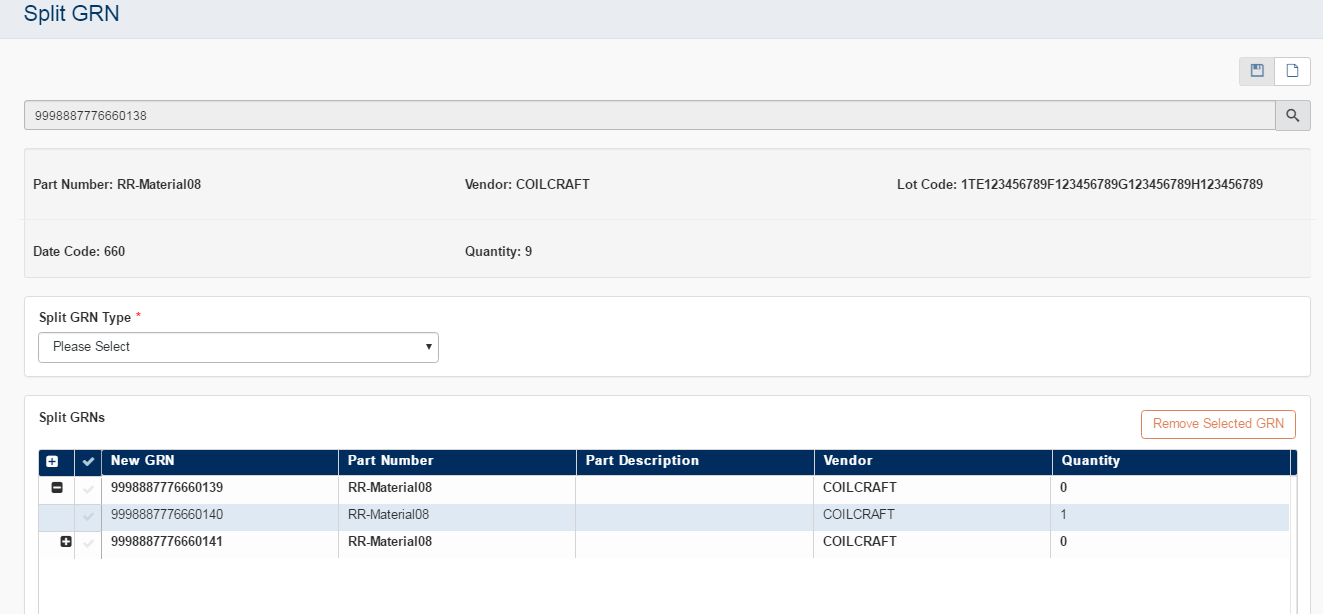 Split GRN
9998887776660138
Part Number: RR-Material08 Vendor: COILCRAFT Lot Code: 1TE123456789F123456789G123456789H123456789
Date Code: 660 Quantity: 9
Split GRN Type *
Please Select
Split GRNs
Remove Selected GRN
New GRN Part Number Part Description Vendor Quantity
9998887776660139 RR-Material08 COILCRAFT 0
9998887776660140 RR-Material08 COILCRAFT 1
9998887776660141 RR-Material08 COILCRAFT 0